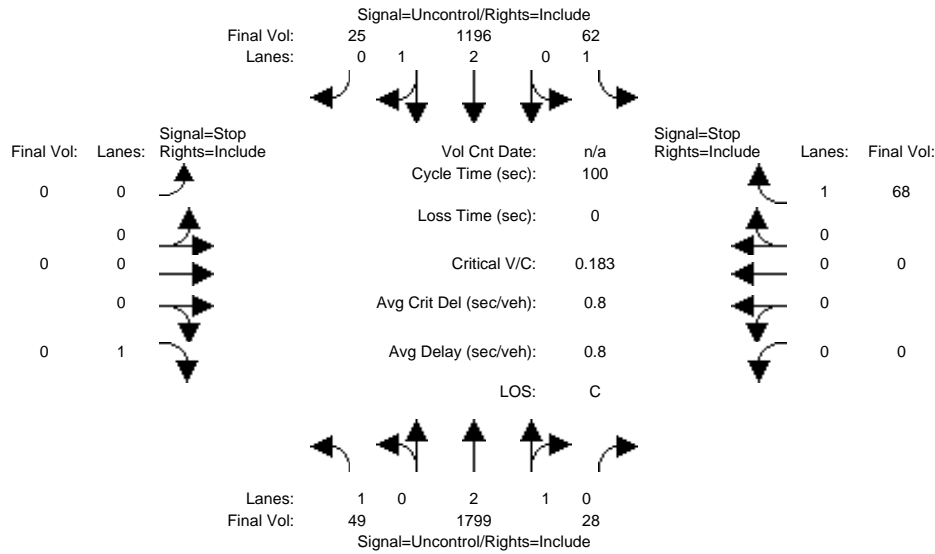 Signal=Uncontrol/Rights=Include
Final Vol: 25 1196 62
Lanes: 0 1 2 0 1
Signal=Stop Signal=Stop
Final Vol: Lanes: Rights=Include Vol Cnt Date: n/a Rights=Include Lanes: Final Vol:
Cycle Time (sec): 100
0 0 1 68
Loss Time (sec): 0
0 0
0 0 Critical V/C: 0.183 0 0
0 Avg Crit Del (sec/veh): 0.8 0
0 1 Avg Delay (sec/veh): 0.8 0 0
LOS: C
Lanes: 1 0 2 1 0
Final Vol: 49 1799 28
Signal=Uncontrol/Rights=Include